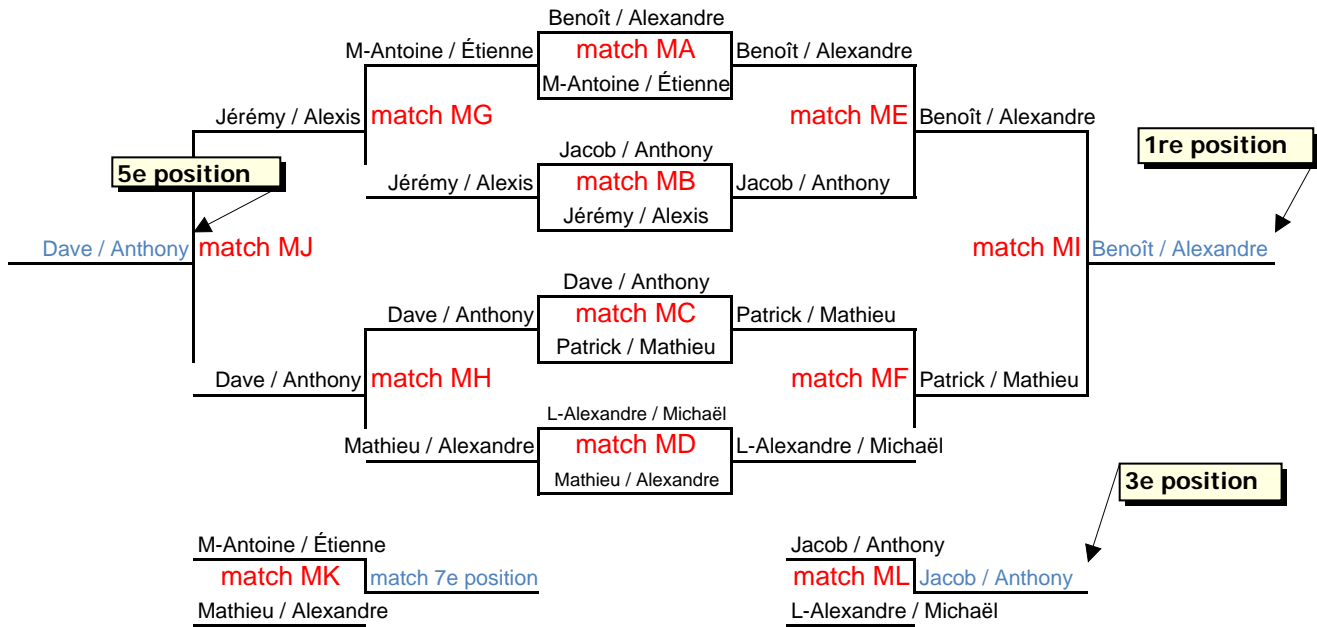 Benoît / Alexandre
M-Antoine / Étienne
match MA
Benoît / Alexandre
M-Antoine / Étienne
Jérémy / Alexis
match MG
match ME
Benoît / Alexandre
1re position
5e position
Jacob / Anthony
Jérémy / Alexis
match MB
Jacob / Anthony
Jérémy / Alexis
Dave / Anthony
match MJ
match MI
Benoît / Alexandre
Dave / Anthony
Dave / Anthony
match MC
Patrick / Mathieu
Patrick / Mathieu
Dave / Anthony
match MH
match MF
Patrick / Mathieu
L-Alexandre / Michaël
Mathieu / Alexandre
match MD
L-Alexandre / Michaël
Mathieu / Alexandre
3e position
M-Antoine / Étienne
match MK
match 7e position
Mathieu / Alexandre
Jacob / Anthony
match ML
Jacob / Anthony
L-Alexandre / Michaël